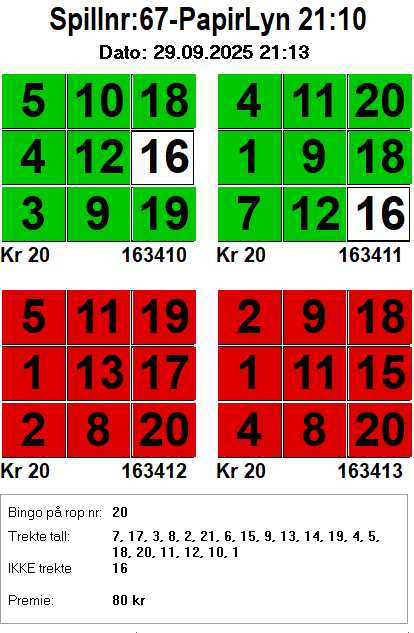 Spillnr:67-PapirLyn 21:10
Dato: 29.09.2025 21:13
5 10 18 4 11 20
4 12 16 1 9 18
3 9 19 7 12 16
Kr 20 163410 Kr 20 163411
5 11 19 2 9 18
1 13 17 1 11 15
2 8 20 4 8 20
Kr 20 163412 Kr 20 163413
Bingo på rop nr: 20
Trekte tall: 7, 17, 3, 8, 2, 21, 6, 15, 9, 13, 14, 19, 4, 5,
18, 20, 11, 12, 10, 1
IKKE trekte 16
Premie: 80 kr